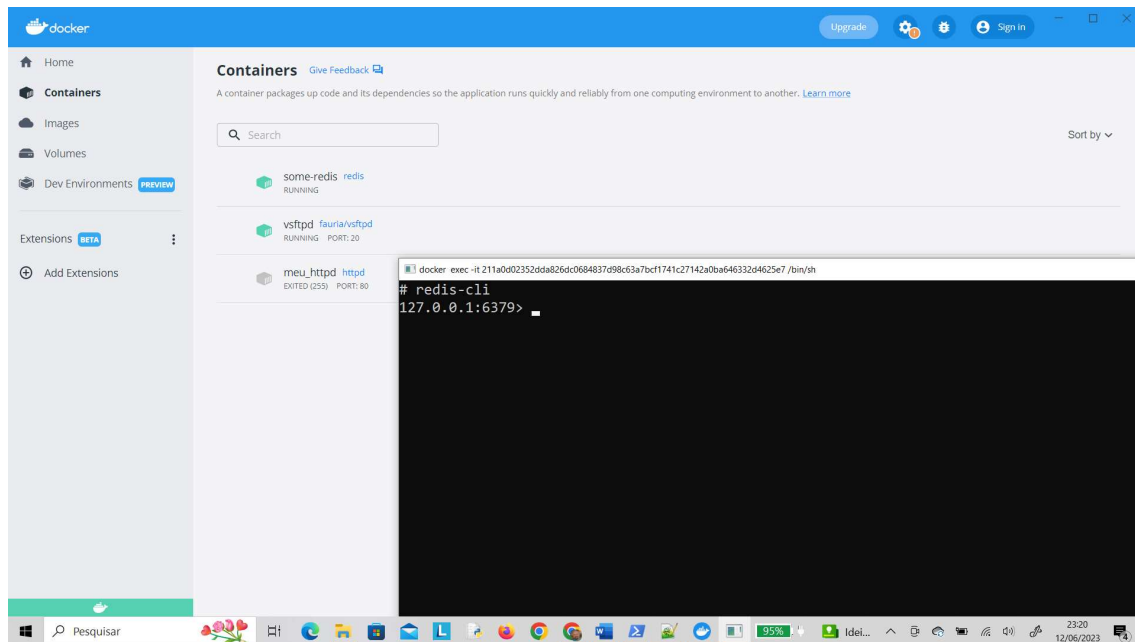 docker
Upgrade
Sign in
Home
Containers
Images
Volumes
Dev Environments PREVIEW
Extensions BETA
Add Extensions
Containers Give Feedback
A container packages up code and its dependencies so the application runs quickly and reliably from one computing environment to another. Learn more
Search
Sort by
some-redis redis
RUNNING
vsftpd fauria/vsftpd
RUNNING PORT: 20
meu_httpd httpd
EXITED (255) PORT: 80
docker exec -it 211a0d02352dda826dc0684837d98c63a7bcf1741c27142a0ba646332d4625e7 /bin/sh
# redis-cli
127.0.0.1:6379>
Pesquisar
95%
Idei...
23:20
12/06/2023